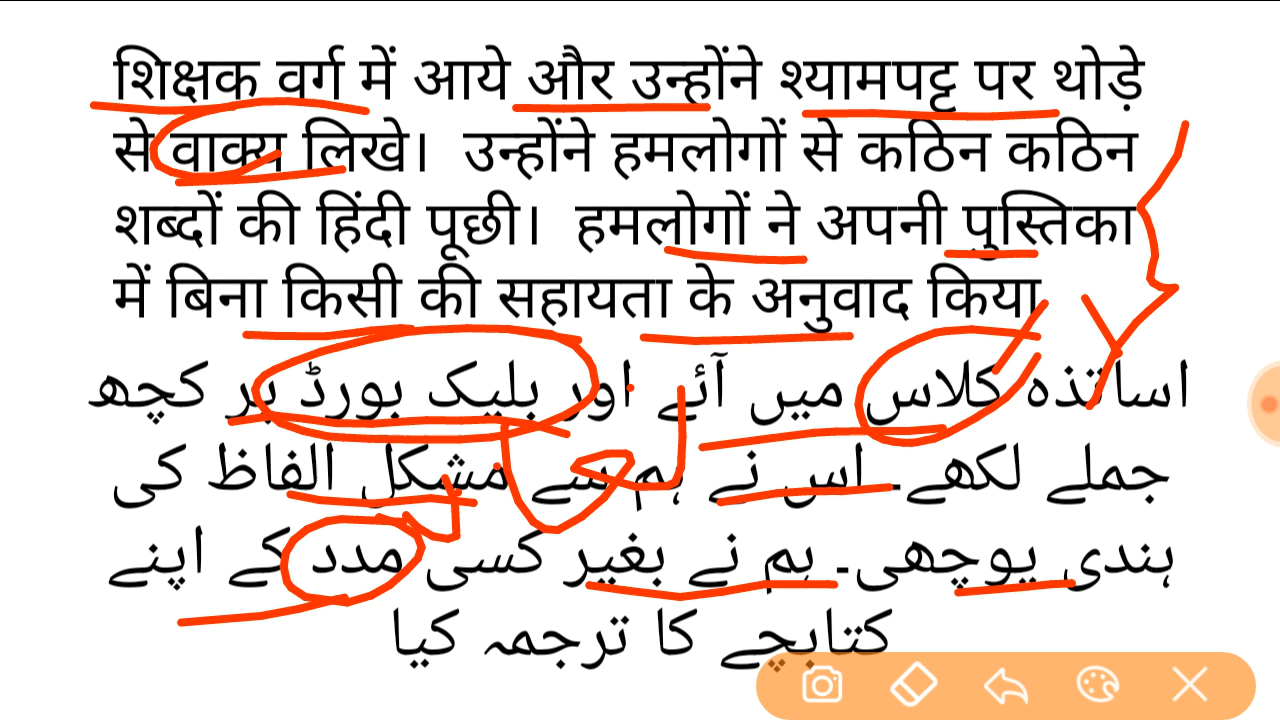 शिक्षक वर्ग में आये और उन्होंने श्यामपट्ट पर थोड़े
से वाक्य लिखे। उन्होंने हमलोगों से कठिन कठिन
शब्दों की हिंदी पूछी। हमलोगों ने अपनी पुस्तिका
में बिना किसी की सहायता के अनुवाद किया
اساتذہ کلاس میں آئے اور بلیک بورڈ پر کچھ
جملے لکھے۔ اس نے ہم سے مشکل الفاظ کی
ہندی پوچھی۔ ہم نے بغیر کسی مدد کے اپنے
کتابچے کا ترجمہ کیا